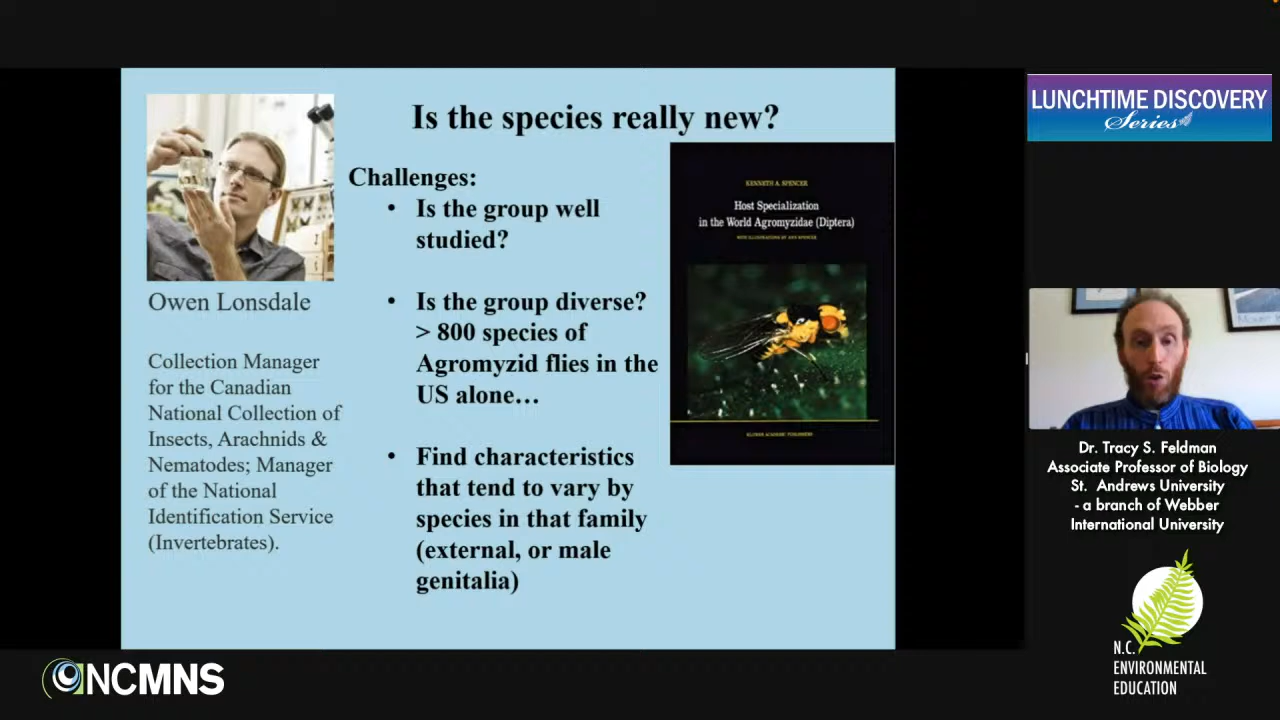 Is the species really new?
Challenges:
• Is the group well
studied?
• Is the group diverse?
> 800 species of
Agromyzid flies in the
US alone…
• Find characteristics
that tend to vary by
species in that family
(external, or male
genitalia)
Owen Lonsdale
Collection Manager
for the Canadian
National Collection of
Insects, Arachnids &
Nematodes; Manager
of the National
Identification Service
(Invertebrates).
KENNETH A. SPENCER
Host Specialization
in the World Agromyzidae (Diptera)
WITH ILLUSTRATIONS BY ANN SPENCER
KLUWER ACADEMIC PUBLISHERS
LUNCHTIME DISCOVERY
Series
Dr. Tracy S. Feldman
Associate Professor of Biology
St. Andrews University
- a branch of Webber
International University
N.C.
ENVIRONMENTAL
EDUCATION
NCMNS